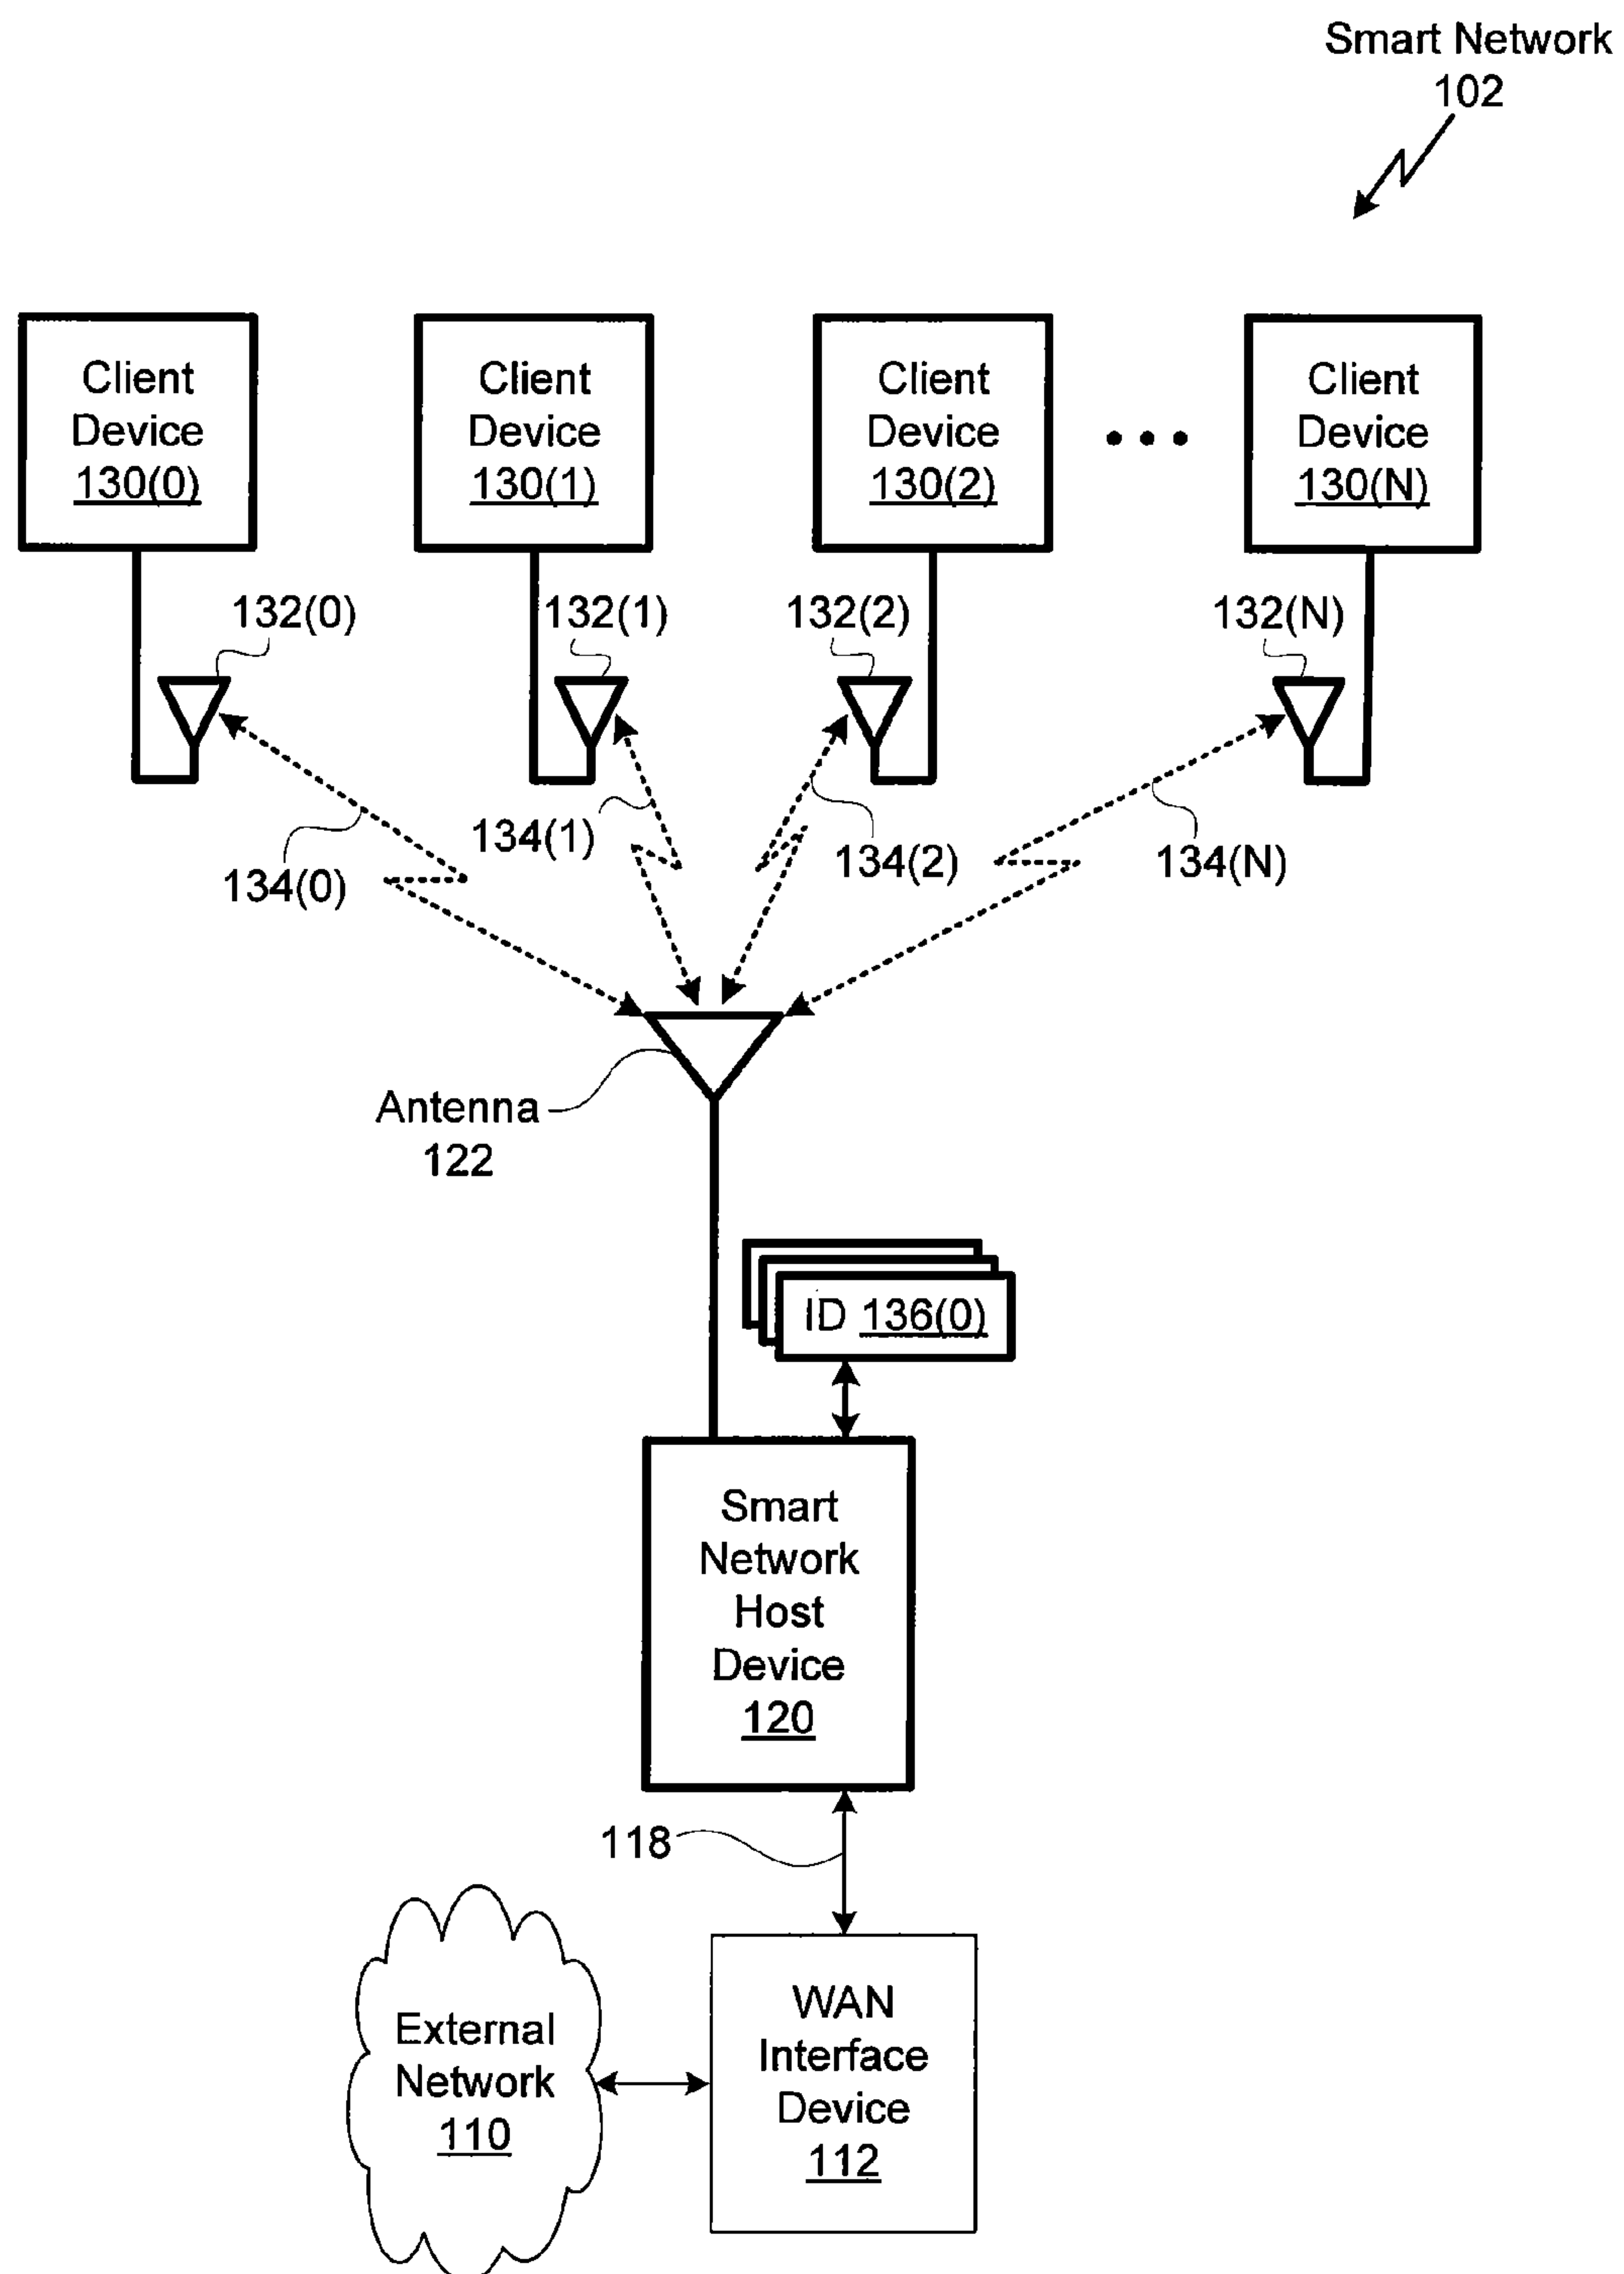 Smart Network
102
Client
Device
130(0)
Client
Device
130(1)
Client
Device
130(2)
Client
Device
130(N)
132(0)
132(1)
132(2)
132(N)
134(0)
134(1)
134(2)
134(N)
Antenna
122
ID 136(0)
Smart
Network
Host
Device
120
118
External
Network
110
WAN
Interface
Device
112